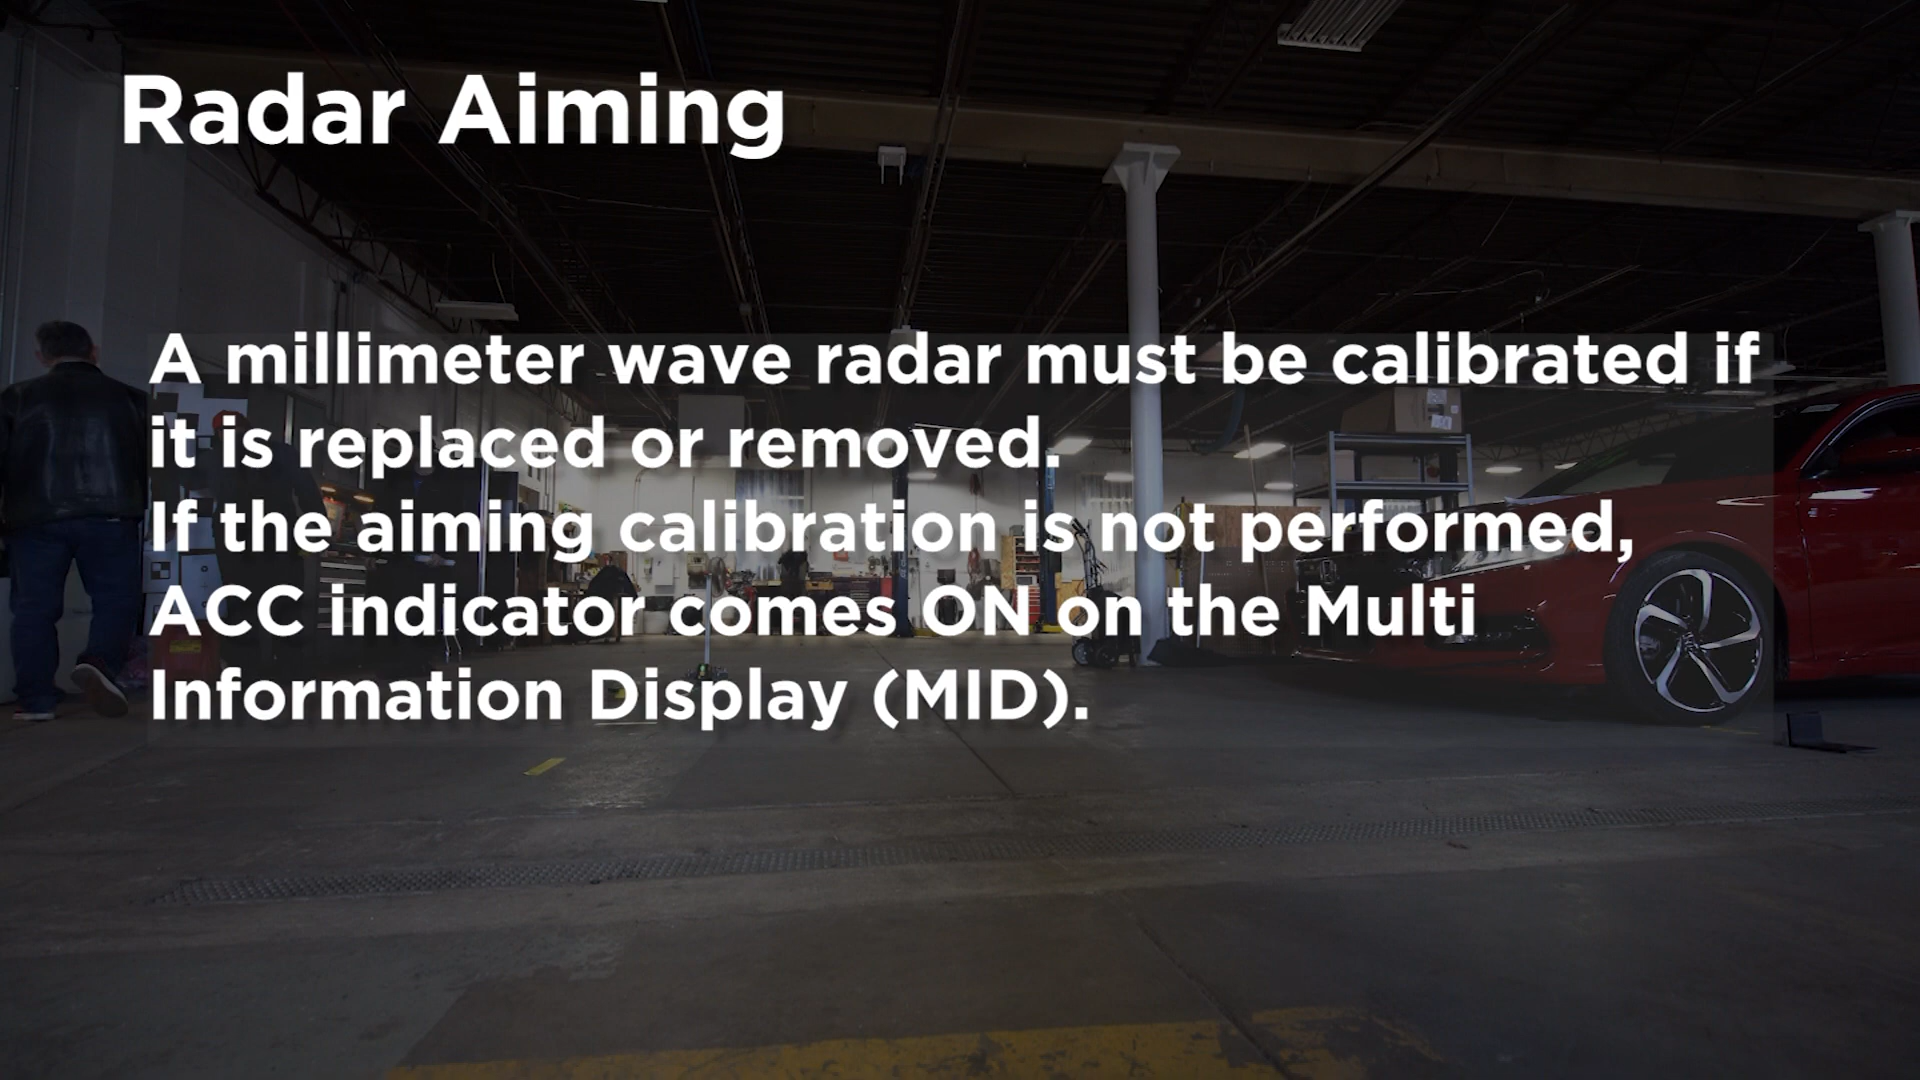 Radar Aiming
A millimeter wave radar must be calibrated if
it is replaced or removed.
If the aiming calibration is not performed,
ACC indicator comes ON on the Multi
Information Display (MID).